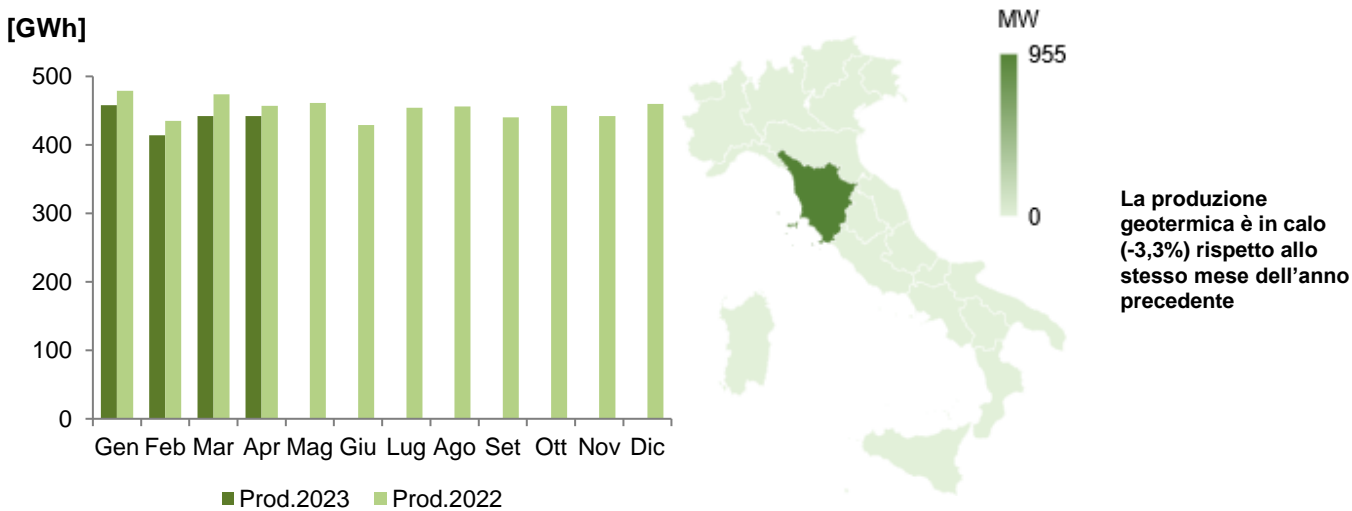 [GWh]
500
400
300
200
100
0
Gen Feb Mar Apr Mag Giu Lug Ago Set Ott Nov Dic
Prod.2023 Prod.2022
MW
955
0
La produzione
geotermica è in calo
(-3,3%) rispetto allo
stesso mese dell’anno
precedente